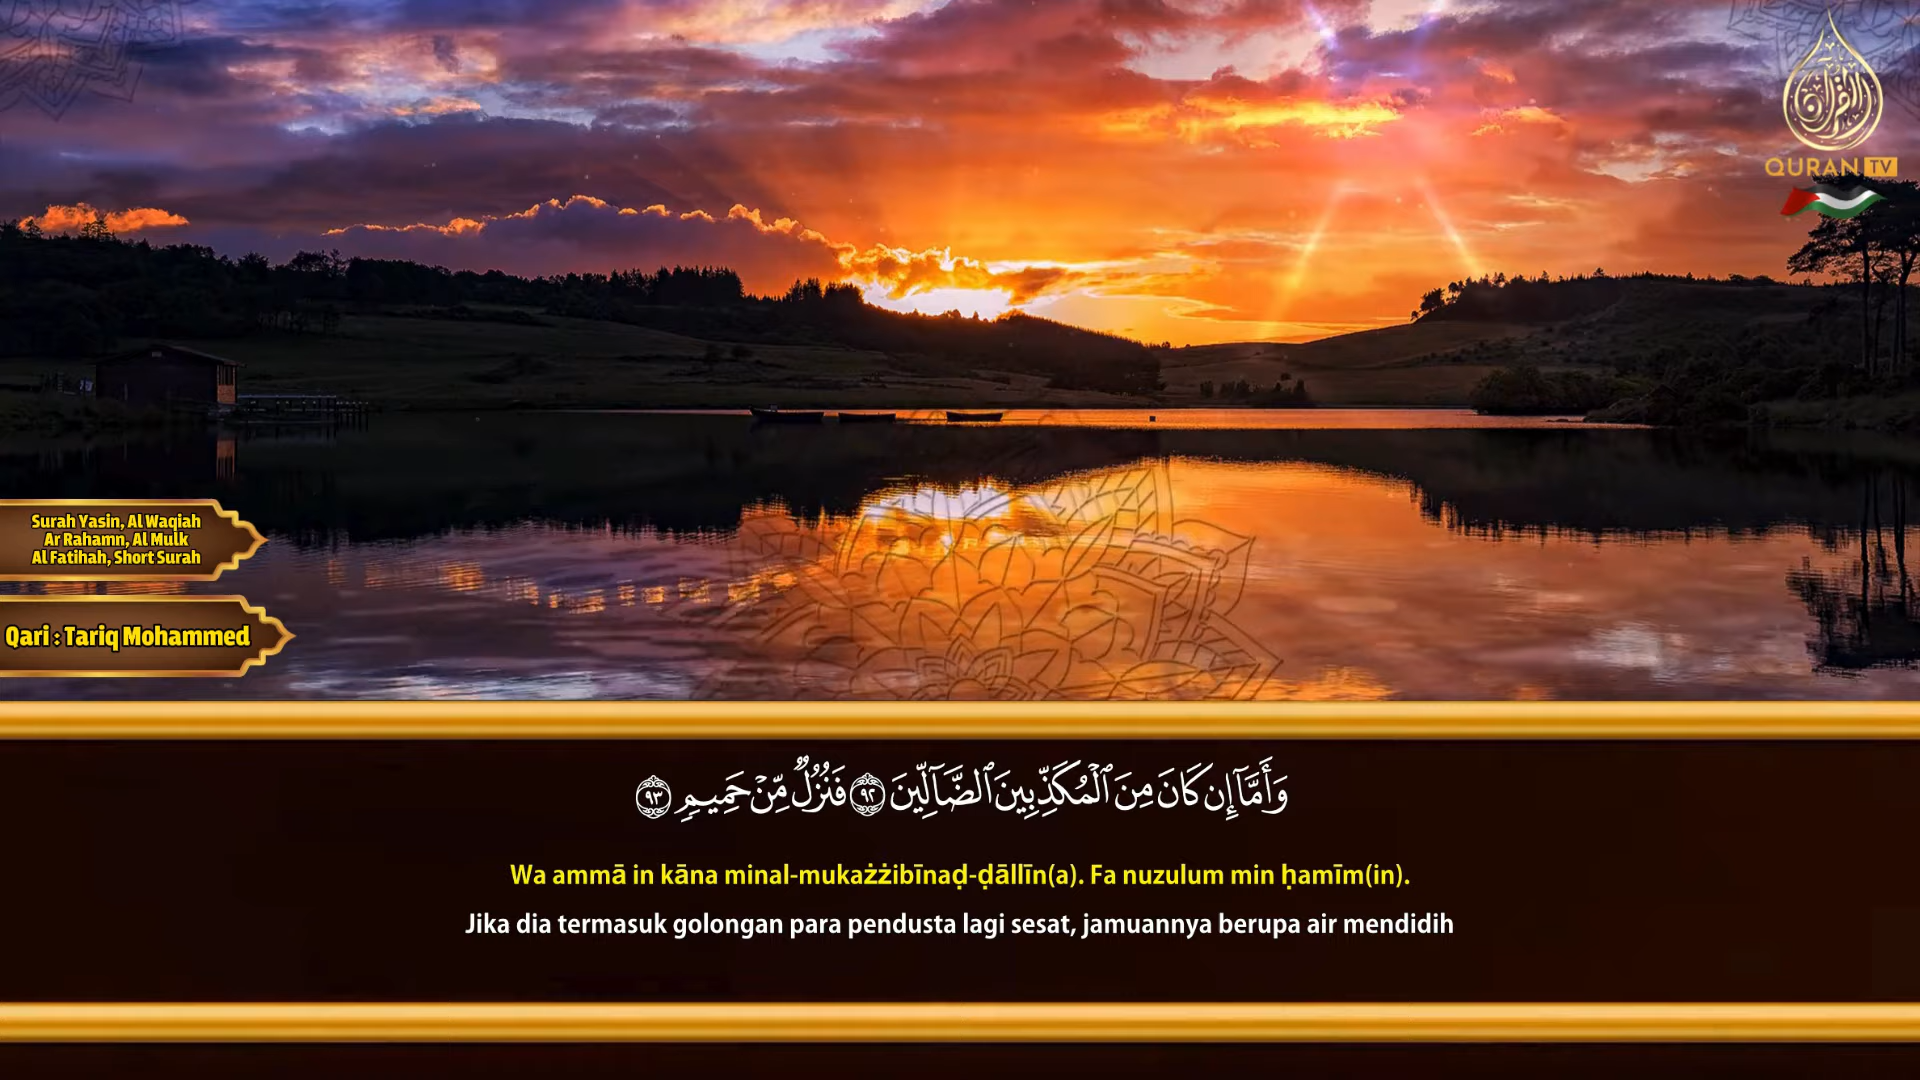 القرآن
QURAN TV
Surah Yasin, Al Waqiah
Ar Rahamn, Al Mulk
Al Fatihah, Short Surah
Qari : Tariq Mohammed
وَأَمَّآ إِن كَانَ مِنَ ٱلْمُكَذِّبِينَ ٱلضَّآلِّينَ ٩٢ فَنُزُلٌ مِّنْ حَمِيمٍ ٩٣
Wa ammā in kāna minal-mukażżibīnaḍ-ḍāllīn(a). Fa nuzulum min ḥamīm(in).
Jika dia termasuk golongan para pendusta lagi sesat, jamuannya berupa air mendidih